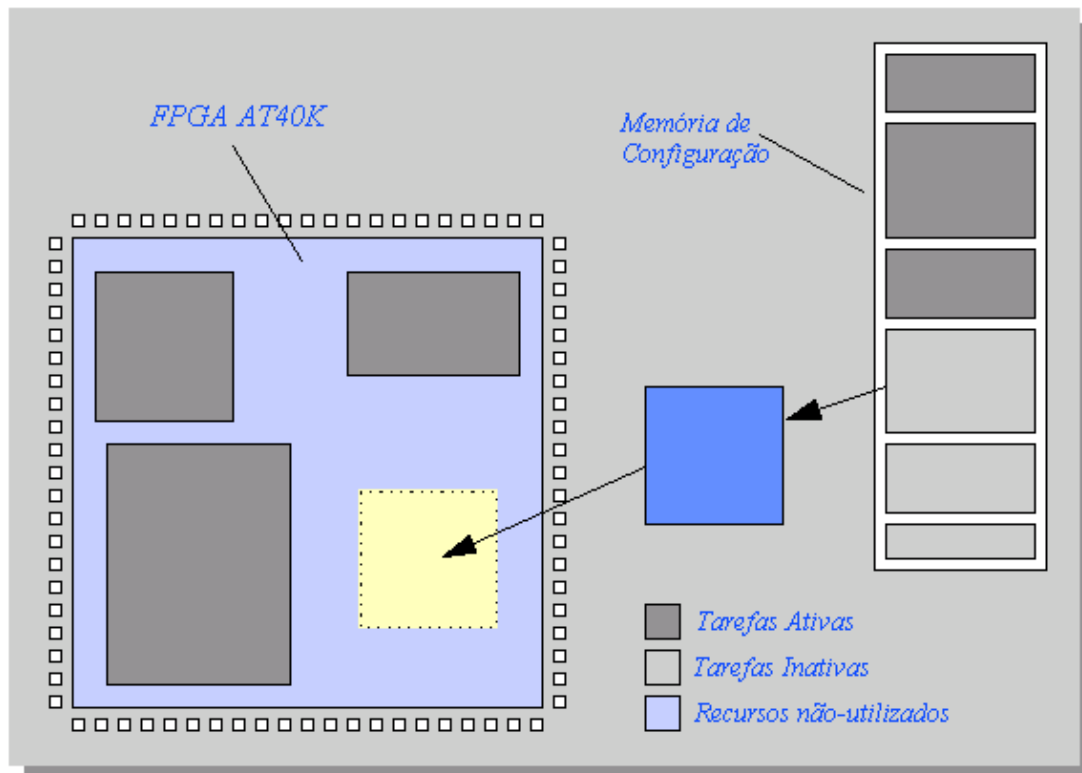 FPGA AT40K
Memória de
Configuração
Tarefas Ativas
Tarefas Inativas
Recursos não-utilizados